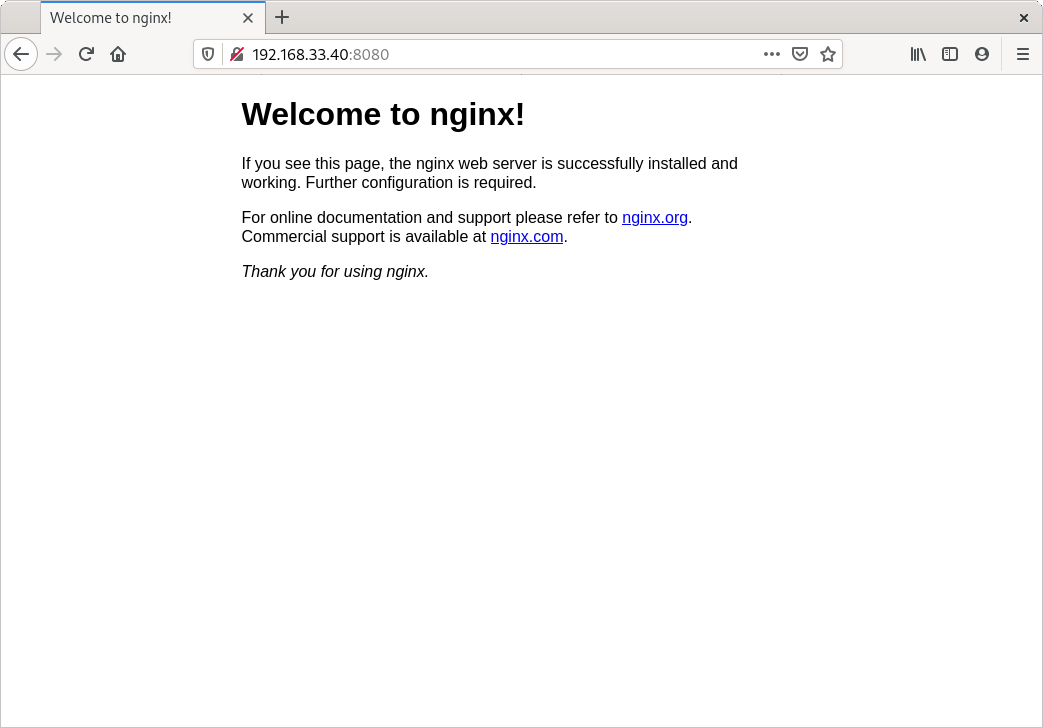 Welcome to nginx!
192.168.33.40:8080
Welcome to nginx!
If you see this page, the nginx web server is successfully installed and
working. Further configuration is required.
For online documentation and support please refer to nginx.org.
Commercial support is available at nginx.com.
Thank you for using nginx.